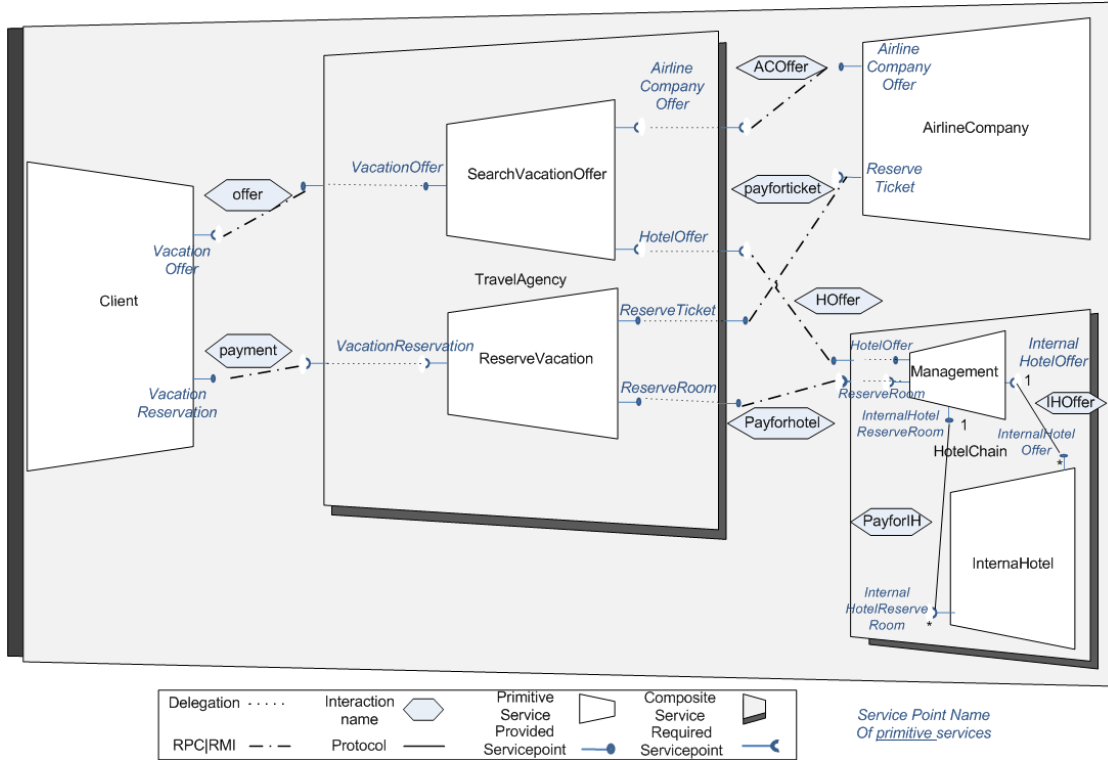 Airline
Company
Offer
ACOffer
Airline
Company
Offer
AirlineCompany
VacationOffer
SearchVacationOffer
offer
payforticket
Reserve
Ticket
Vacation
Offer
HotelOffer
TravelAgency
Client
ReserveTicket
HOffer
payment
VacationReservation
ReserveVacation
HotelOffer
Management
Internal
HotelOffer
Vacation
Reservation
ReserveRoom
ReserveRoom
1
IHOffer
Payforhotel
InternalHotel
ReserveRoom
1
InternalHotel
Offer
HotelChain
*
PayforIH
InternaHotel
Internal
HotelReserve
Room
*
Delegation
Interaction
name
Primitive
Service
Composite
Service
RPC|RMI
Protocol
Provided
Servicepoint
Required
Servicepoint
Service Point Name
Of primitive services